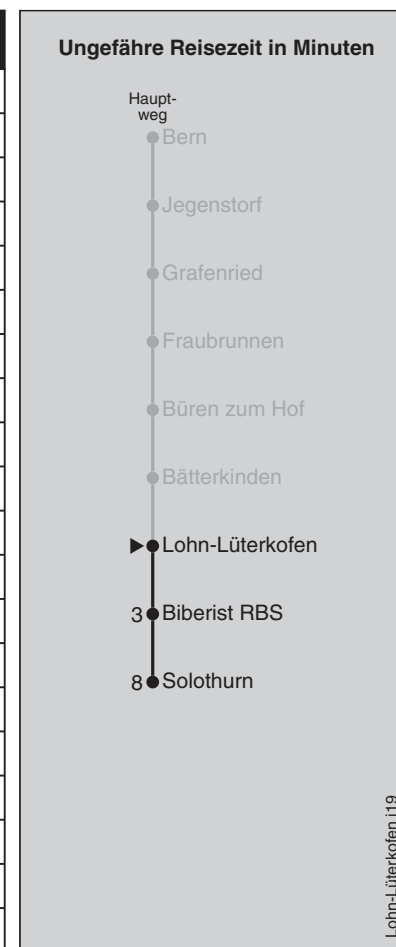 Ungefähre Reisezeit in Minuten
Haupt-
weg
Bern
Jegenstorf
Grafenried
Fraubrunnen
Büren zum Hof
Bätterkinden
Lohn-Lüterkofen
3 Biberist RBS
8 Solothurn
Lohn-Lüterkofen j19